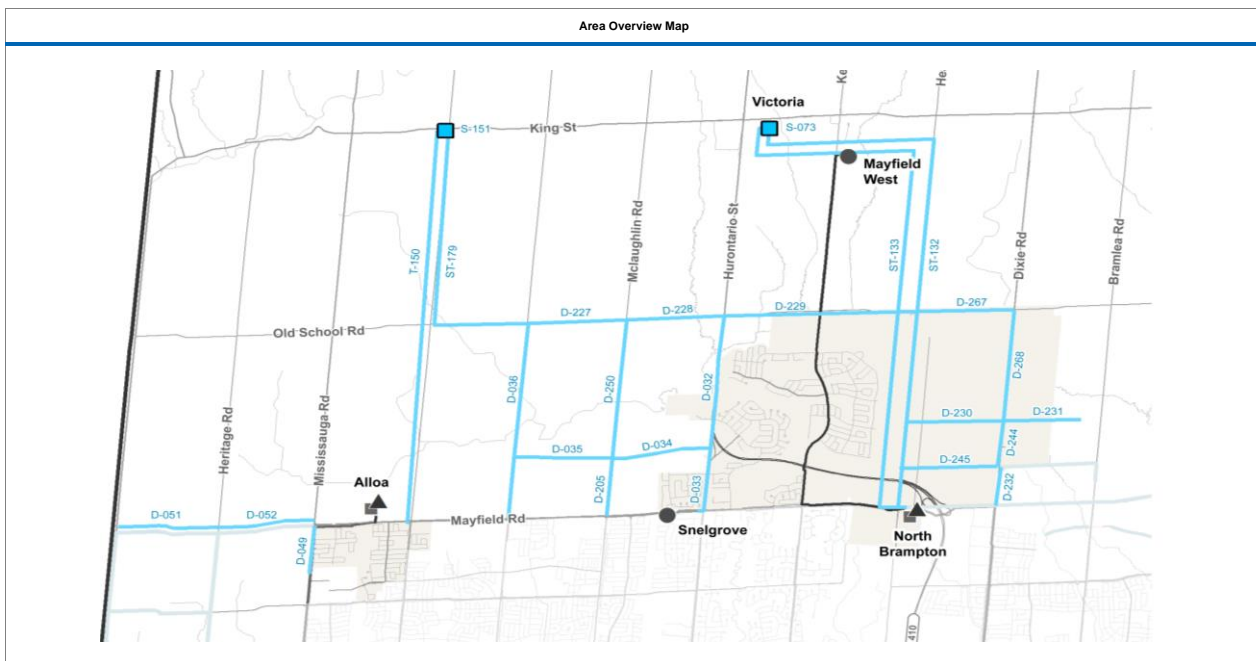 Area Overview Map
Victoria
Ke
He
S-151
King St
S-073
Mayfield
West
Mclaughlin Rd
Hurontario St
T-150
ST-179
ST-133
ST-132
Dixie Rd
Bramlea Rd
D-227
D-228
D-229
D-267
Old School Rd
D-036
D-250
D-032
D-268
Heritage Rd
Mississauga Rd
D-230
D-231
D-035
D-034
D-244
D-245
D-205
D-033
D-232
Alloa
D-051
D-052
Mayfield Rd
Snelgrove
North
Brampton
D-049
410